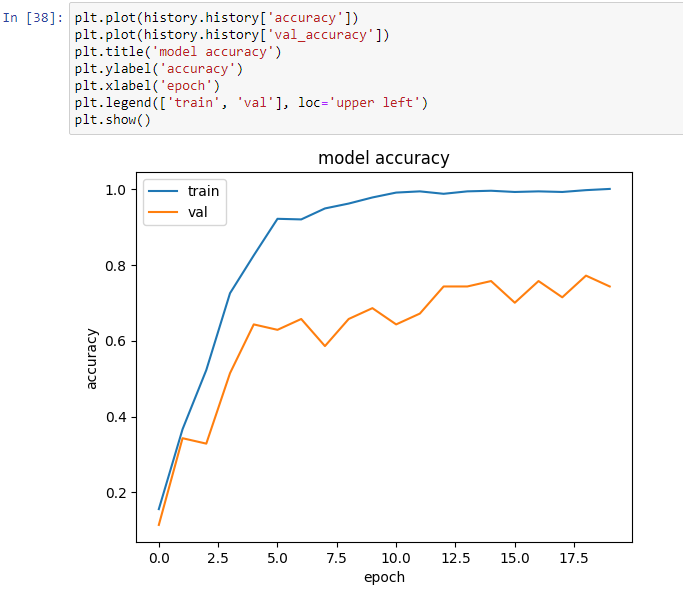 In [38]: plt.plot(history.history['accuracy'])
plt.plot(history.history['val_accuracy'])
plt.title('model accuracy')
plt.ylabel('accuracy')
plt.xlabel('epoch')
plt.legend(['train', 'val'], loc='upper left')
plt.show()
model accuracy
train
val
1.0
0.8
0.6
0.4
0.2
accuracy
0.0 2.5 5.0 7.5 10.0 12.5 15.0 17.5
epoch